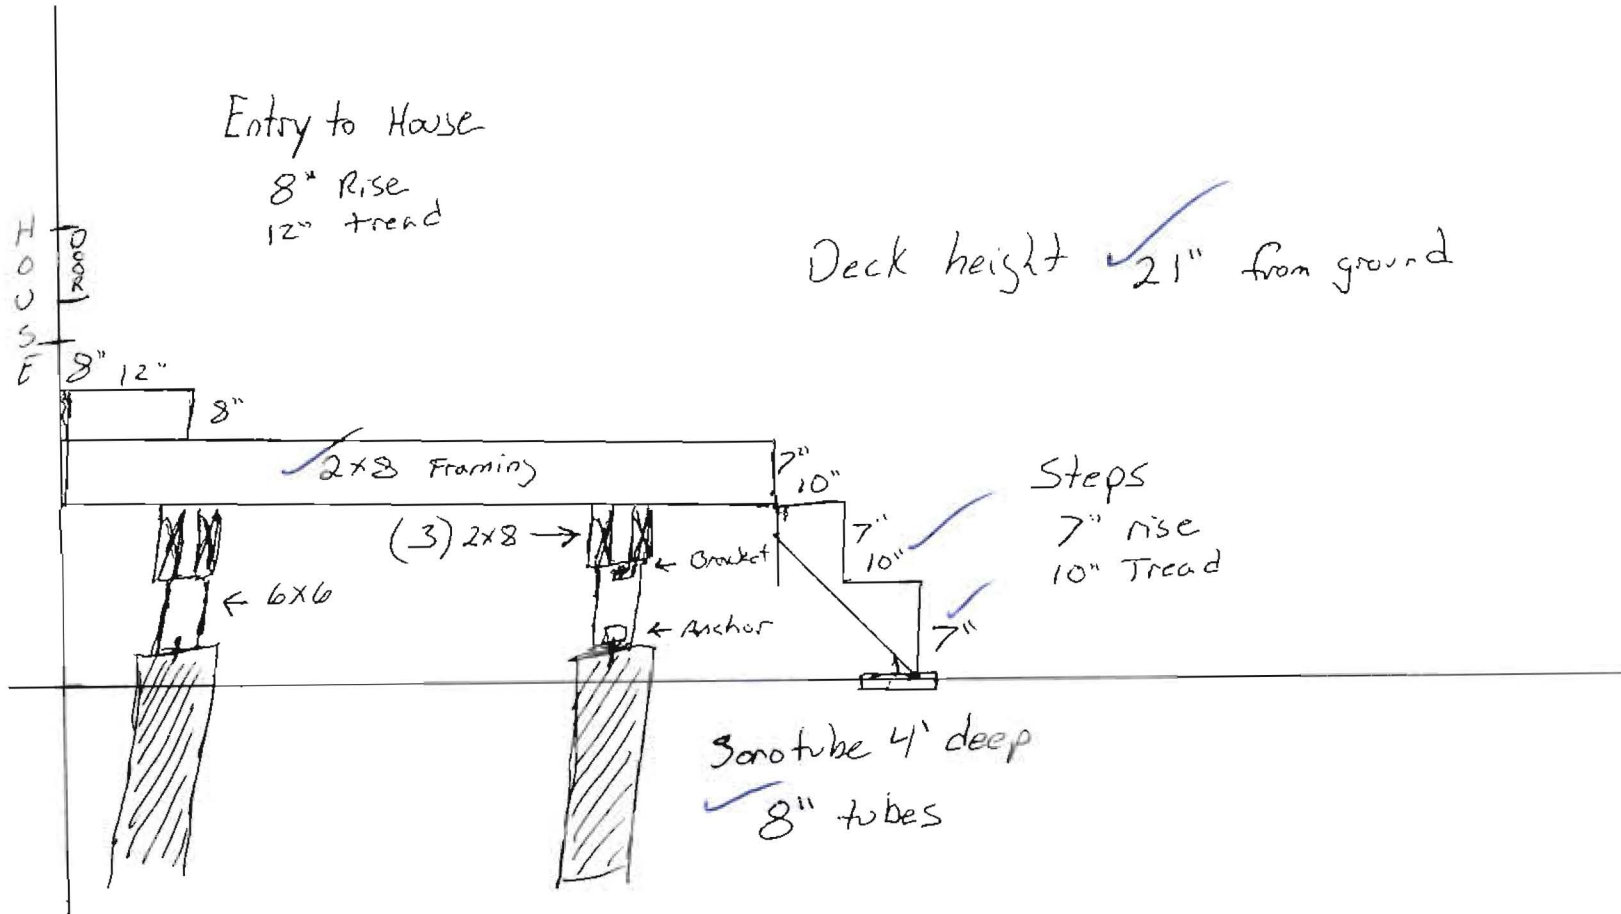 Entry to House
8" Rise
12" tread
HOUSE
DOOR
Deck height 21" from ground
8" 12"
8"
2x8 Framing
7"
10"
Steps
7" rise
10" Tread
(3) 2x8
7"
10"
Bracket
6x6
Anchor
7"
Sonotube 4' deep
8" tubes